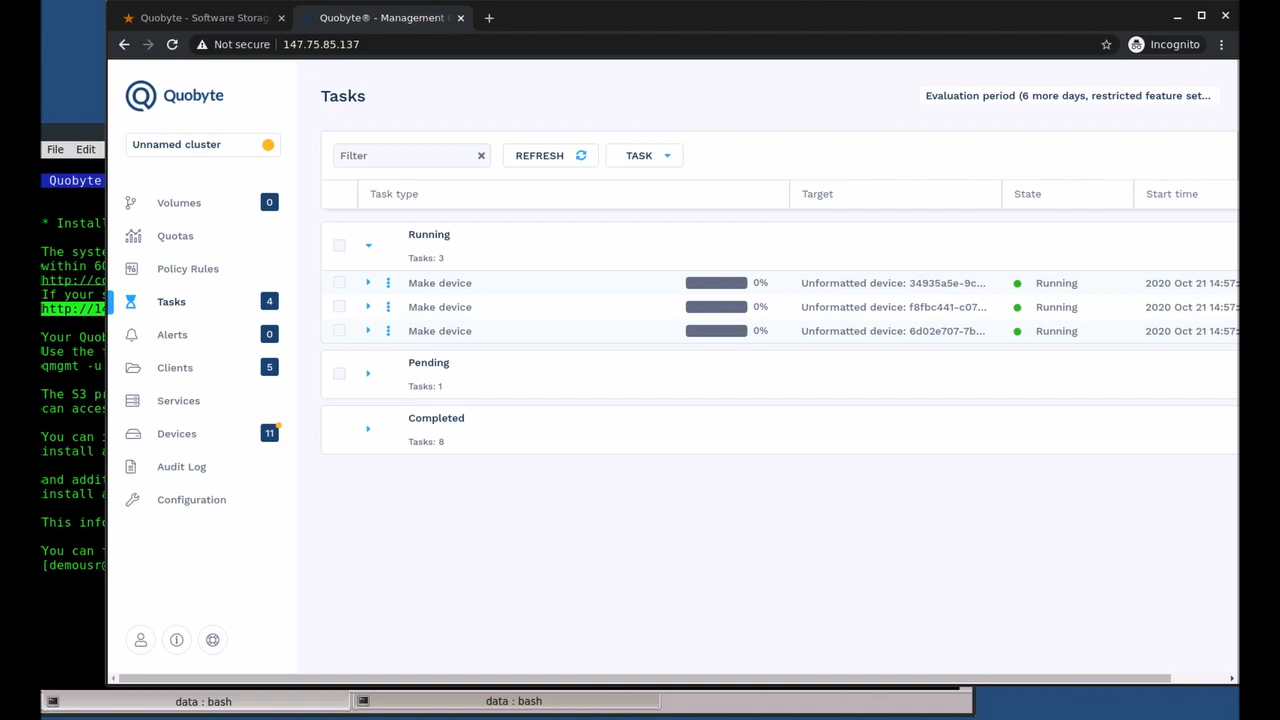 Quobyte - Software Storag
Quobyte® - Management
Not secure
147.75.85.137
Incognito
File Edit
Quobyte
* Instal
The syste
within 60
http://c
If your s
http://1
Your Quob
Use the
qmgmt -u
The S3 p
can acces
You can
install a
and addit
install a
This info
You can
[demousr@
Quobyte
Unnamed cluster
Volumes 0
Quotas
Policy Rules
Tasks 4
Alerts 0
Clients 5
Services
Devices 11
Audit Log
Configuration
Tasks
Evaluation period (6 more days, restricted feature set...
Filter
REFRESH
TASK
Task type Target State Start time
Running
Tasks: 3
Make device 0% Unformatted device: 34935a5e-9c... Running 2020 Oct 21 14:57:
Make device 0% Unformatted device: f8fbc441-c07... Running 2020 Oct 21 14:57:
Make device 0% Unformatted device: 6d02e707-7b... Running 2020 Oct 21 14:57:
Pending
Tasks: 1
Completed
Tasks: 8
data : bash
data : bash